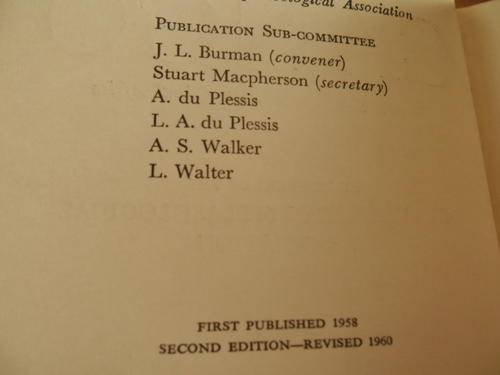 ological Association
PUBLICATION SUB-COMMITTEE
J. L. Burman (convener)
Stuart Macpherson (secretary)
A. du Plessis
L. A. du Plessis
A. S. Walker
L. Walter
FIRST PUBLISHED 1958
SECOND EDITION—REVISED 1960